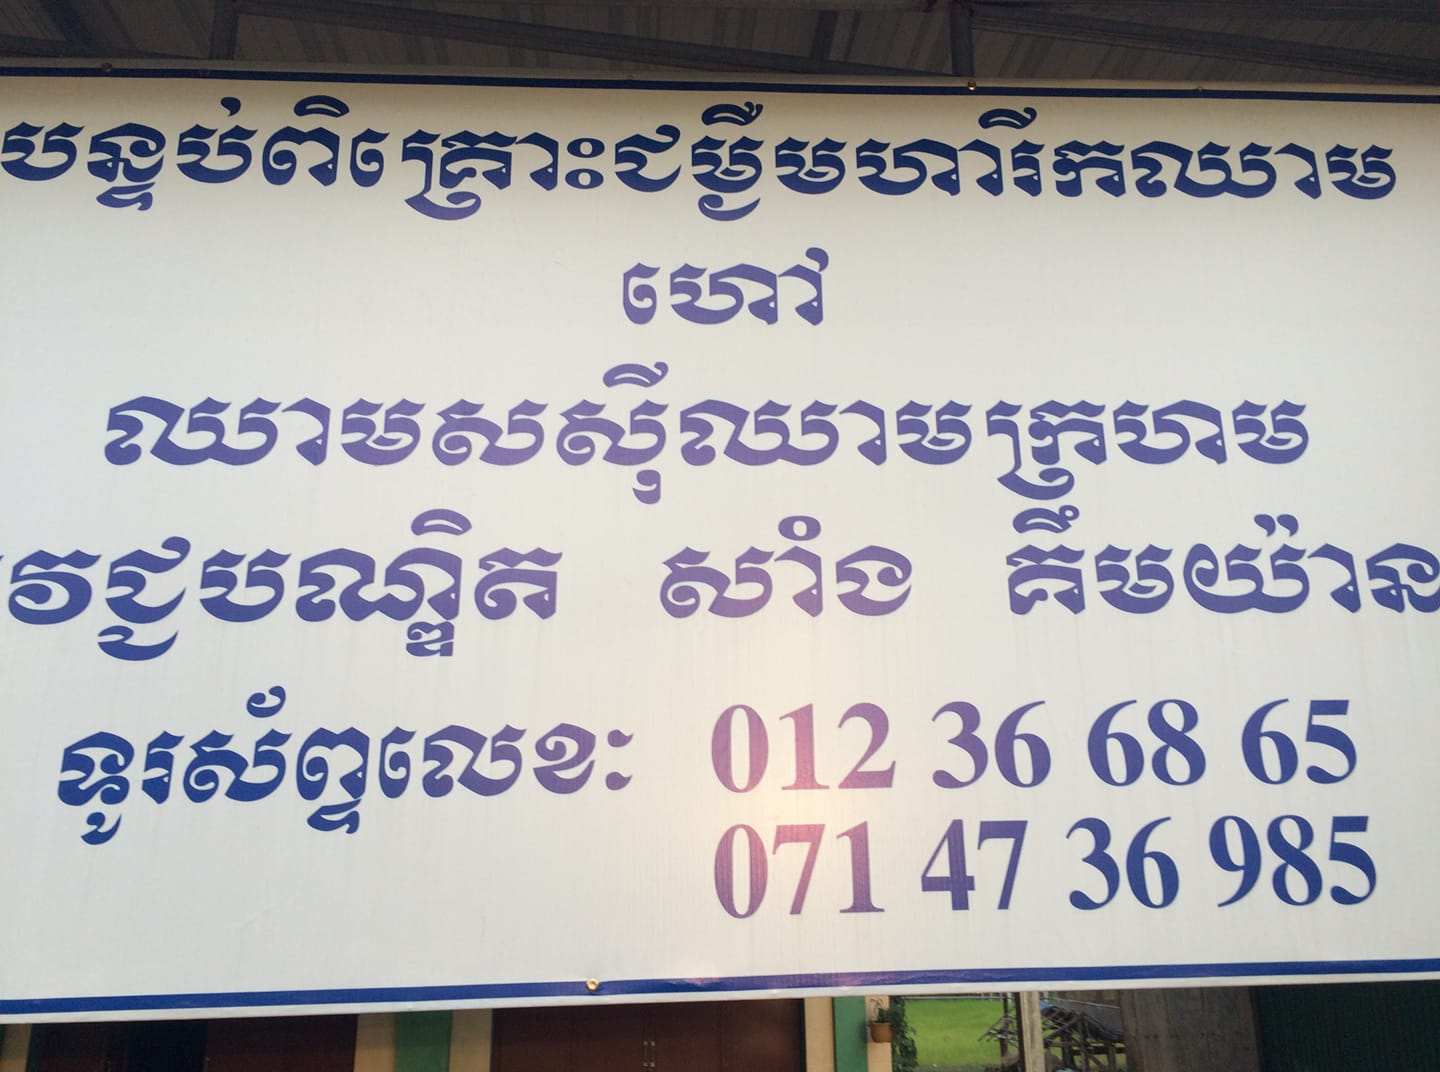 បន្ទប់ពិគ្រោះជម្ងឺមហារីកឈាម
ហៅ
ឈាមសស៊ីឈាមក្រហម
វេជ្ជបណ្ឌិត សាំង គឹមយ៉ាន
ទូរស័ព្ទលេខៈ 012 36 68 65
071 47 36 985